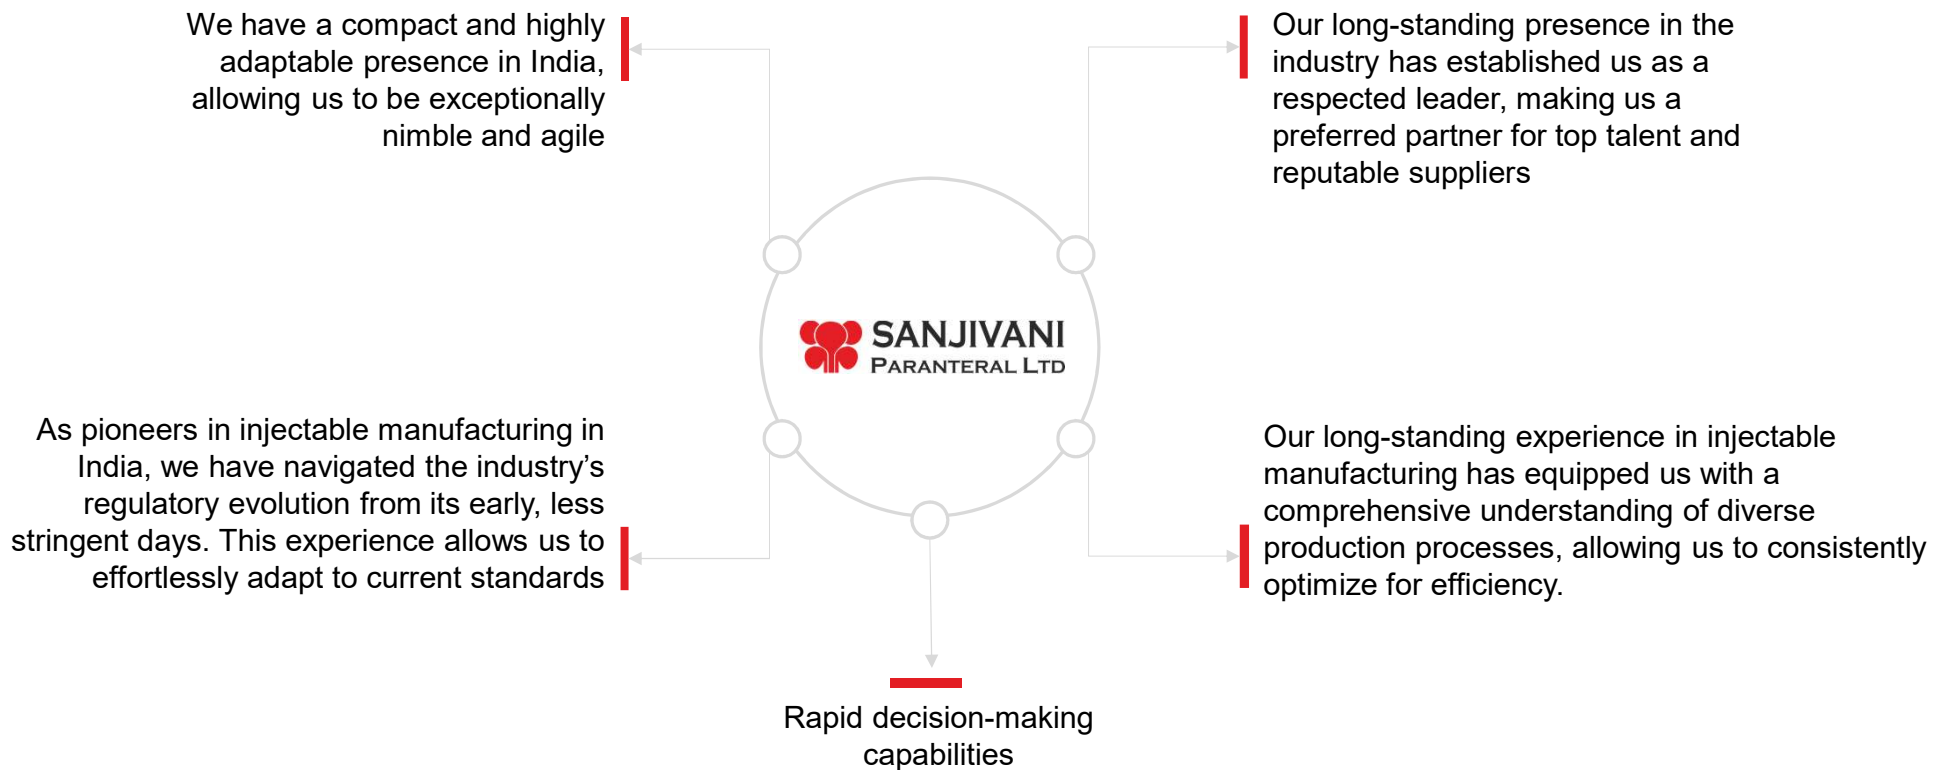 We have a compact and highly
adaptable presence in India,
allowing us to be exceptionally
nimble and agile
Our long-standing presence in the
industry has established us as a
respected leader, making us a
preferred partner for top talent and
reputable suppliers
SANJIVANI
PARANTERAL LTD
As pioneers in injectable manufacturing in
India, we have navigated the industry’s
regulatory evolution from its early, less
stringent days. This experience allows us to
effortlessly adapt to current standards
Our long-standing experience in injectable
manufacturing has equipped us with a
comprehensive understanding of diverse
production processes, allowing us to consistently
optimize for efficiency.
Rapid decision-making
capabilities